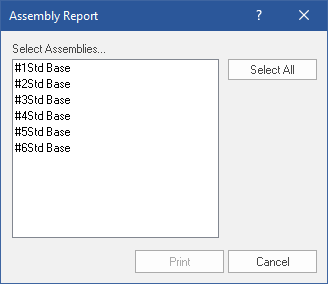 Assembly Report ? ×
Select Assemblies...
#1Std Base
#2Std Base
#3Std Base
#4Std Base
#5Std Base
#6Std Base
Select All
Print Cancel